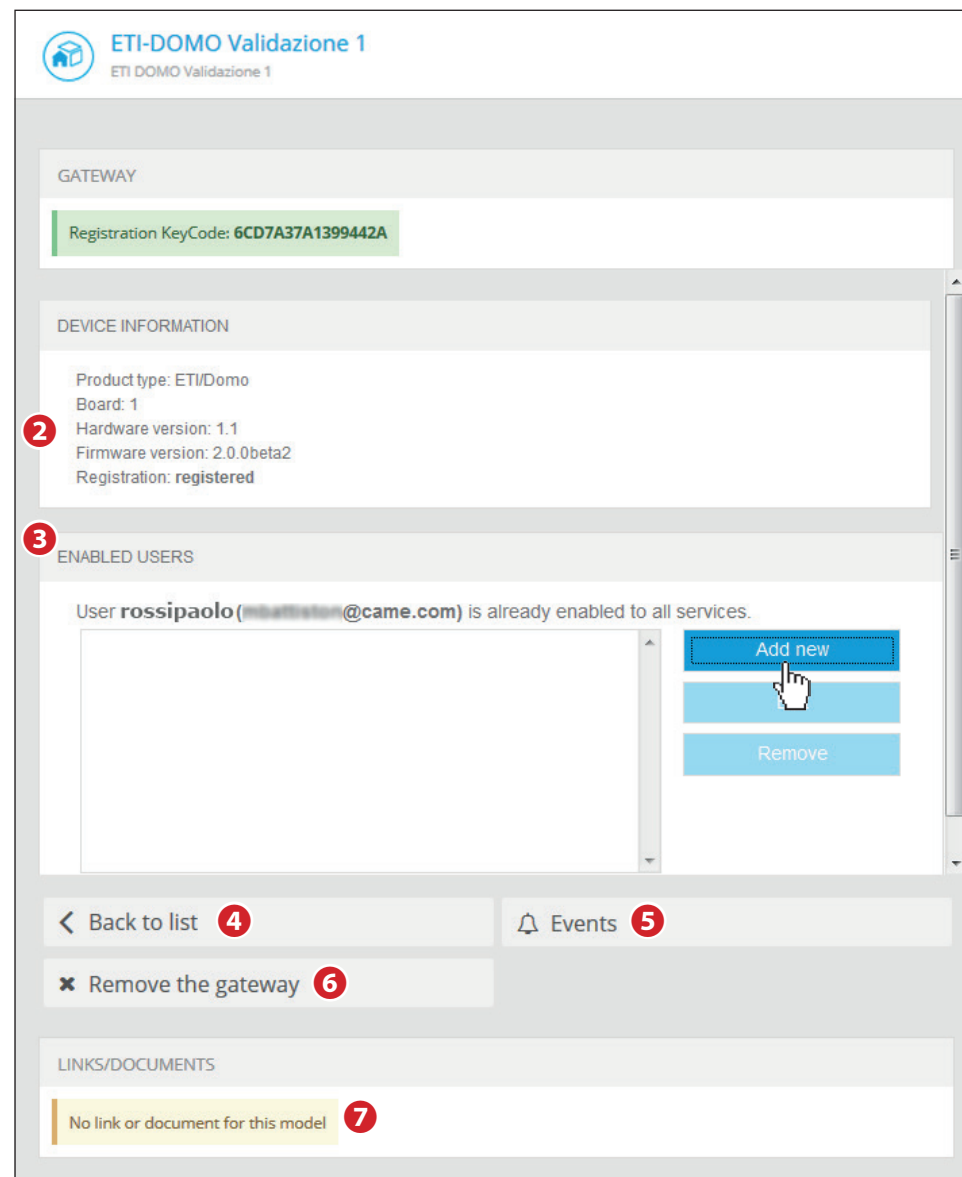 ETI-DOMO Validazione 1
ETI DOMO Validazione 1
GATEWAY
Registration KeyCode: 6CD7A37A1399442A
DEVICE INFORMATION
Product type: ETI/Domo
Board: 1
2
Hardware version: 1.1
Firmware version: 2.0.0beta2
Registration: registered
3
ENABLED USERS
User rossipaolo( @came.com) is already enabled to all services.
Add new
Remove
Back to list 4
Events 5
Remove the gateway 6
LINKS/DOCUMENTS
No link or document for this model 7